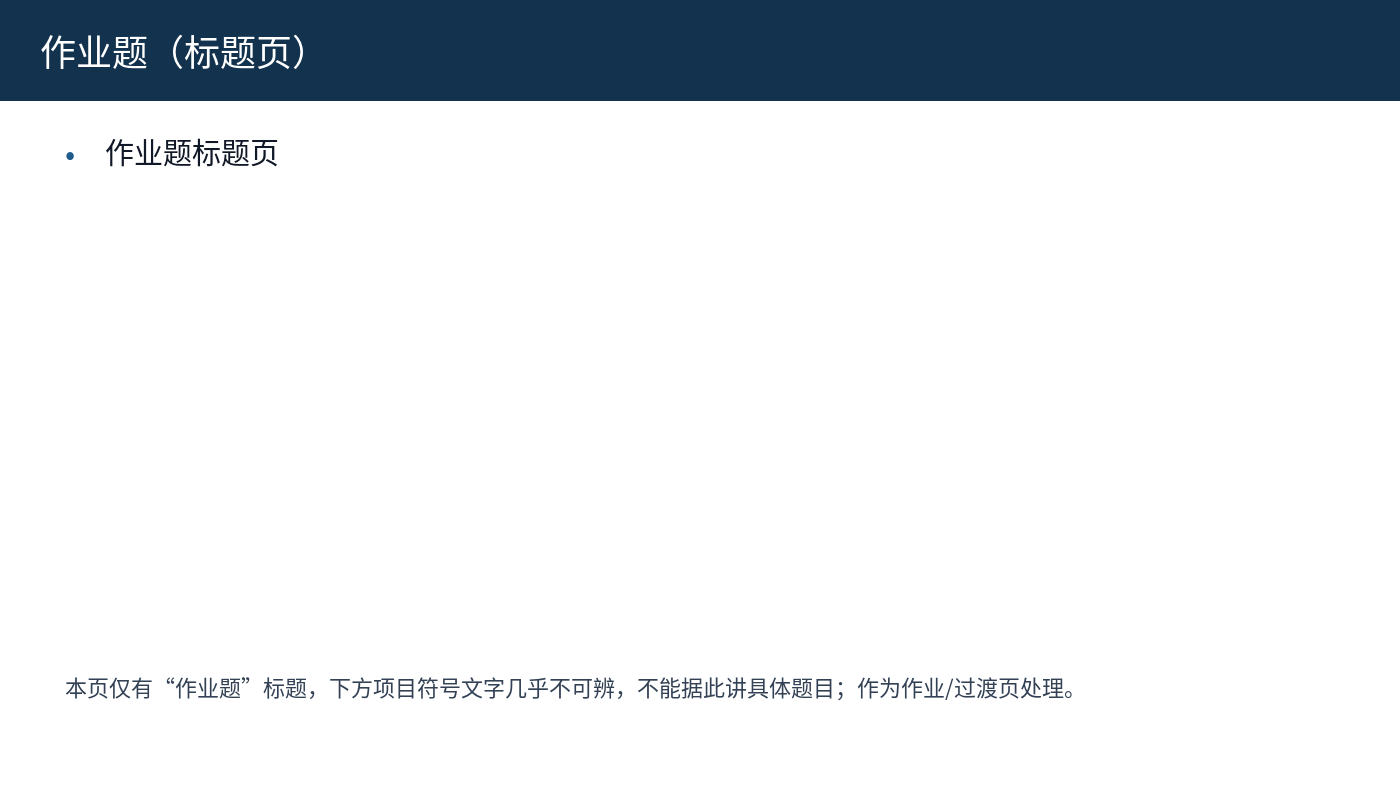 作业题（标题页）
• 作业题标题页
本页仅有“作业题”标题，下方项目符号文字几乎不可辨，不能据此讲具体题目；作为作业/过渡页处理。